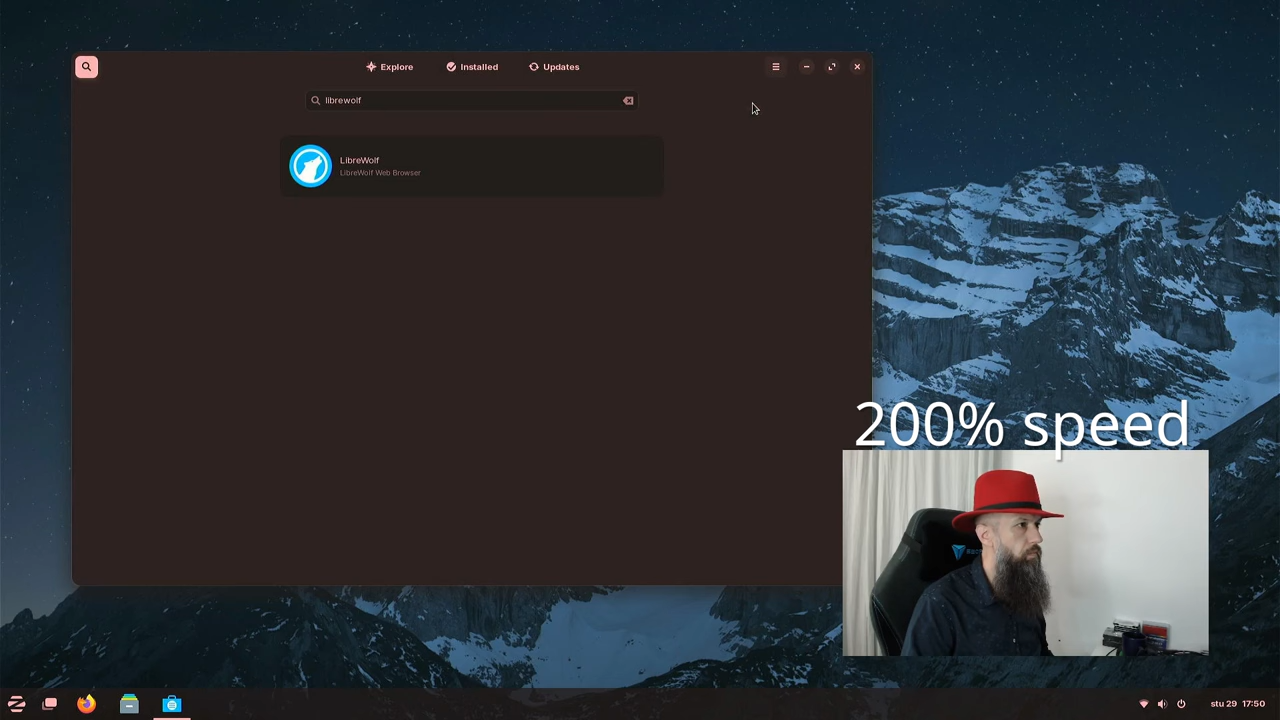 Explore
Installed
Updates
librewolf
LibreWolf
LibreWolf Web Browser
200% speed
stu 29 17:50